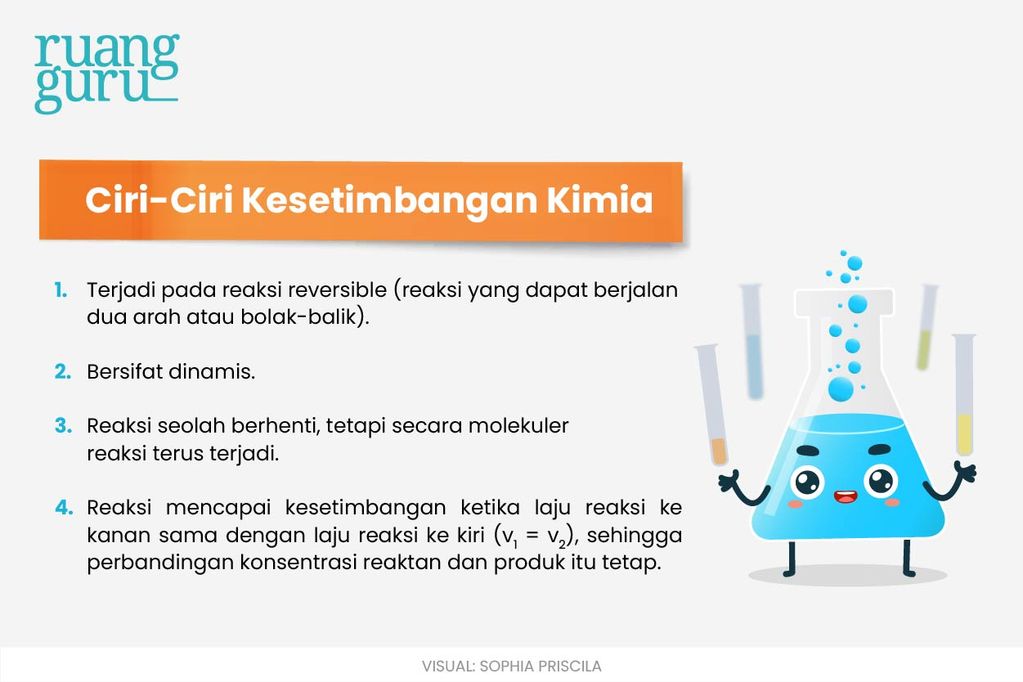 ruang
guru
Ciri-Ciri Kesetimbangan Kimia
1. Terjadi pada reaksi reversible (reaksi yang dapat berjalan
dua arah atau bolak-balik).
2. Bersifat dinamis.
3. Reaksi seolah berhenti, tetapi secara molekuler
reaksi terus terjadi.
4. Reaksi mencapai kesetimbangan ketika laju reaksi ke
kanan sama dengan laju reaksi ke kiri (v₁ = v₂), sehingga
perbandingan konsentrasi reaktan dan produk itu tetap.
VISUAL: SOPHIA PRISCILA